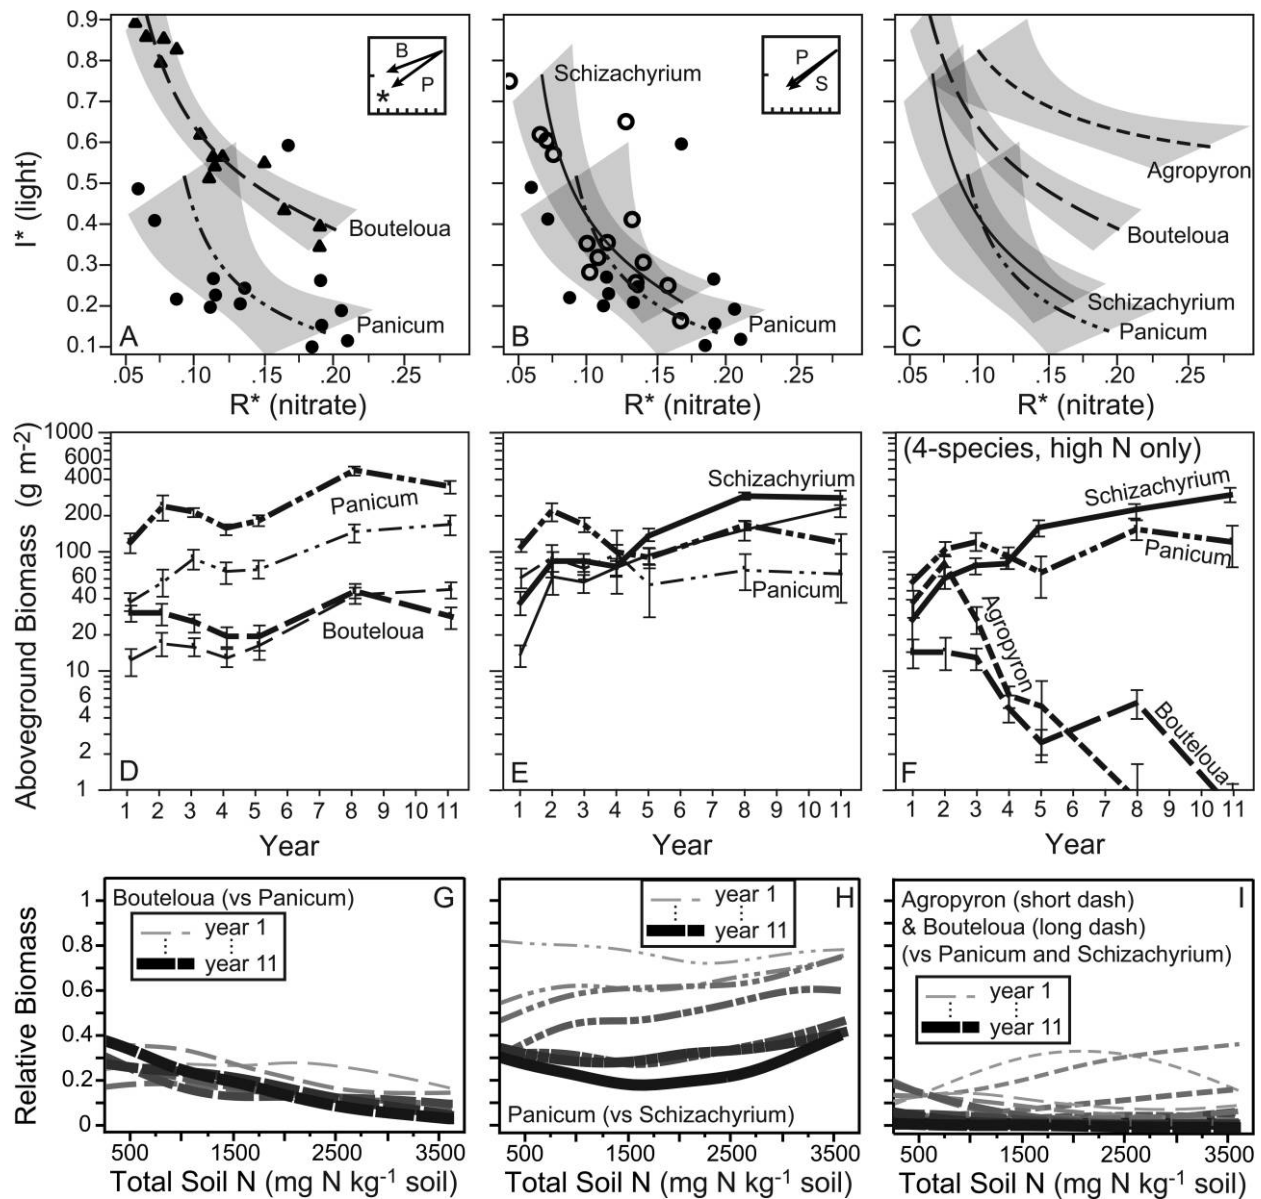 0.9
0.8
0.7
0.6
0.5
0.4
0.3
0.2
0.1
I* (light)
B
P
*
Bouteloua
Panicum
A
.05 .10 .15 .20 .25
R* (nitrate)
Schizachyrium
P
S
Panicum
B
.05 .10 .15 .20 .25
R* (nitrate)
Agropyron
Bouteloua
Schizachyrium
Panicum
C
.05 .10 .15 .20 .25
R* (nitrate)
Aboveground Biomass (g m-2)
1000
600
400
200
100
60
40
20
10
6
4
2
1
Panicum
Bouteloua
D
1 2 3 4 5 6 7 8 9 10 11
Year
Schizachyrium
Panicum
E
1 2 3 4 5 6 7 8 9 10 11
Year
(4-species, high N only)
Schizachyrium
Panicum
Agropyron
Bouteloua
F
1 2 3 4 5 6 7 8 9 10 11
Year
Relative Biomass
1
0.8
0.6
0.4
0.2
0
Bouteloua (vs Panicum) G
year 1
year 11
500 1500 2500 3500
Total Soil N (mg N kg-1 soil)
H
year 1
year 11
Panicum (vs Schizachyrium)
500 1500 2500 3500
Total Soil N (mg N kg-1 soil)
Agropyron (short dash) I
& Bouteloua (long dash)
(vs Panicum and Schizachyrium)
year 1
year 11
500 1500 2500 3500
Total Soil N (mg N kg-1 soil)